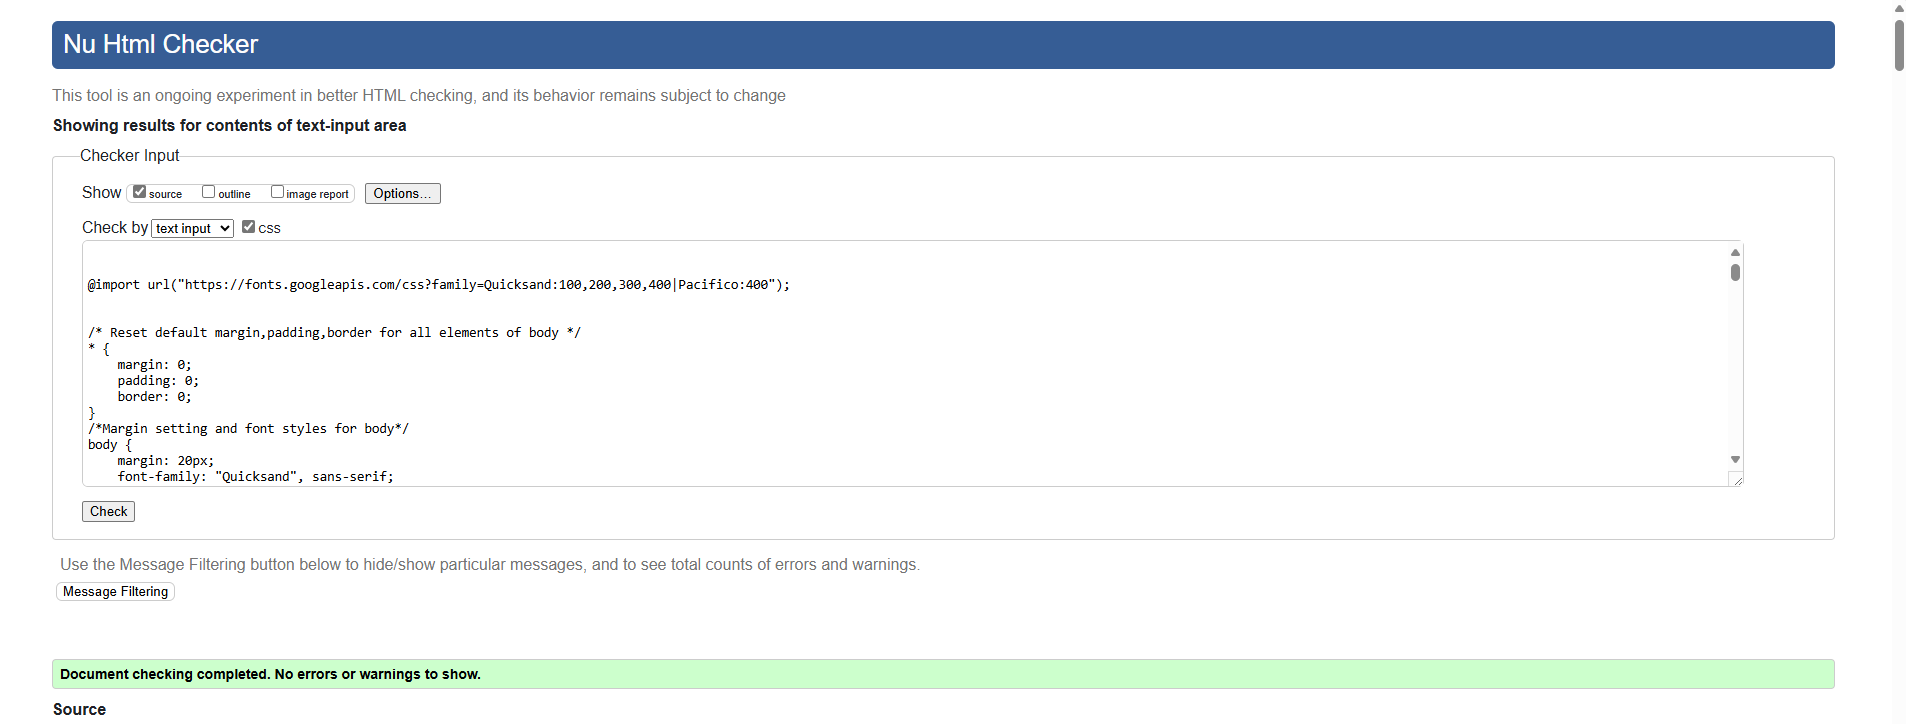 Nu Html Checker
This tool is an ongoing experiment in better HTML checking, and its behavior remains subject to change
Showing results for contents of text-input area
Checker Input
Show source outline image report Options...
Check by text input css
@import url("https://fonts.googleapis.com/css?family=Quicksand:100,200,300,400|Pacifico:400");
/* Reset default margin,padding,border for all elements of body */
* {
    margin: 0;
    padding: 0;
    border: 0;
}
/*Margin setting and font styles for body*/
body {
    margin: 20px;
    font-family: "Quicksand", sans-serif;
Check
Use the Message Filtering button below to hide/show particular messages, and to see total counts of errors and warnings.
Message Filtering
Document checking completed. No errors or warnings to show.
Source